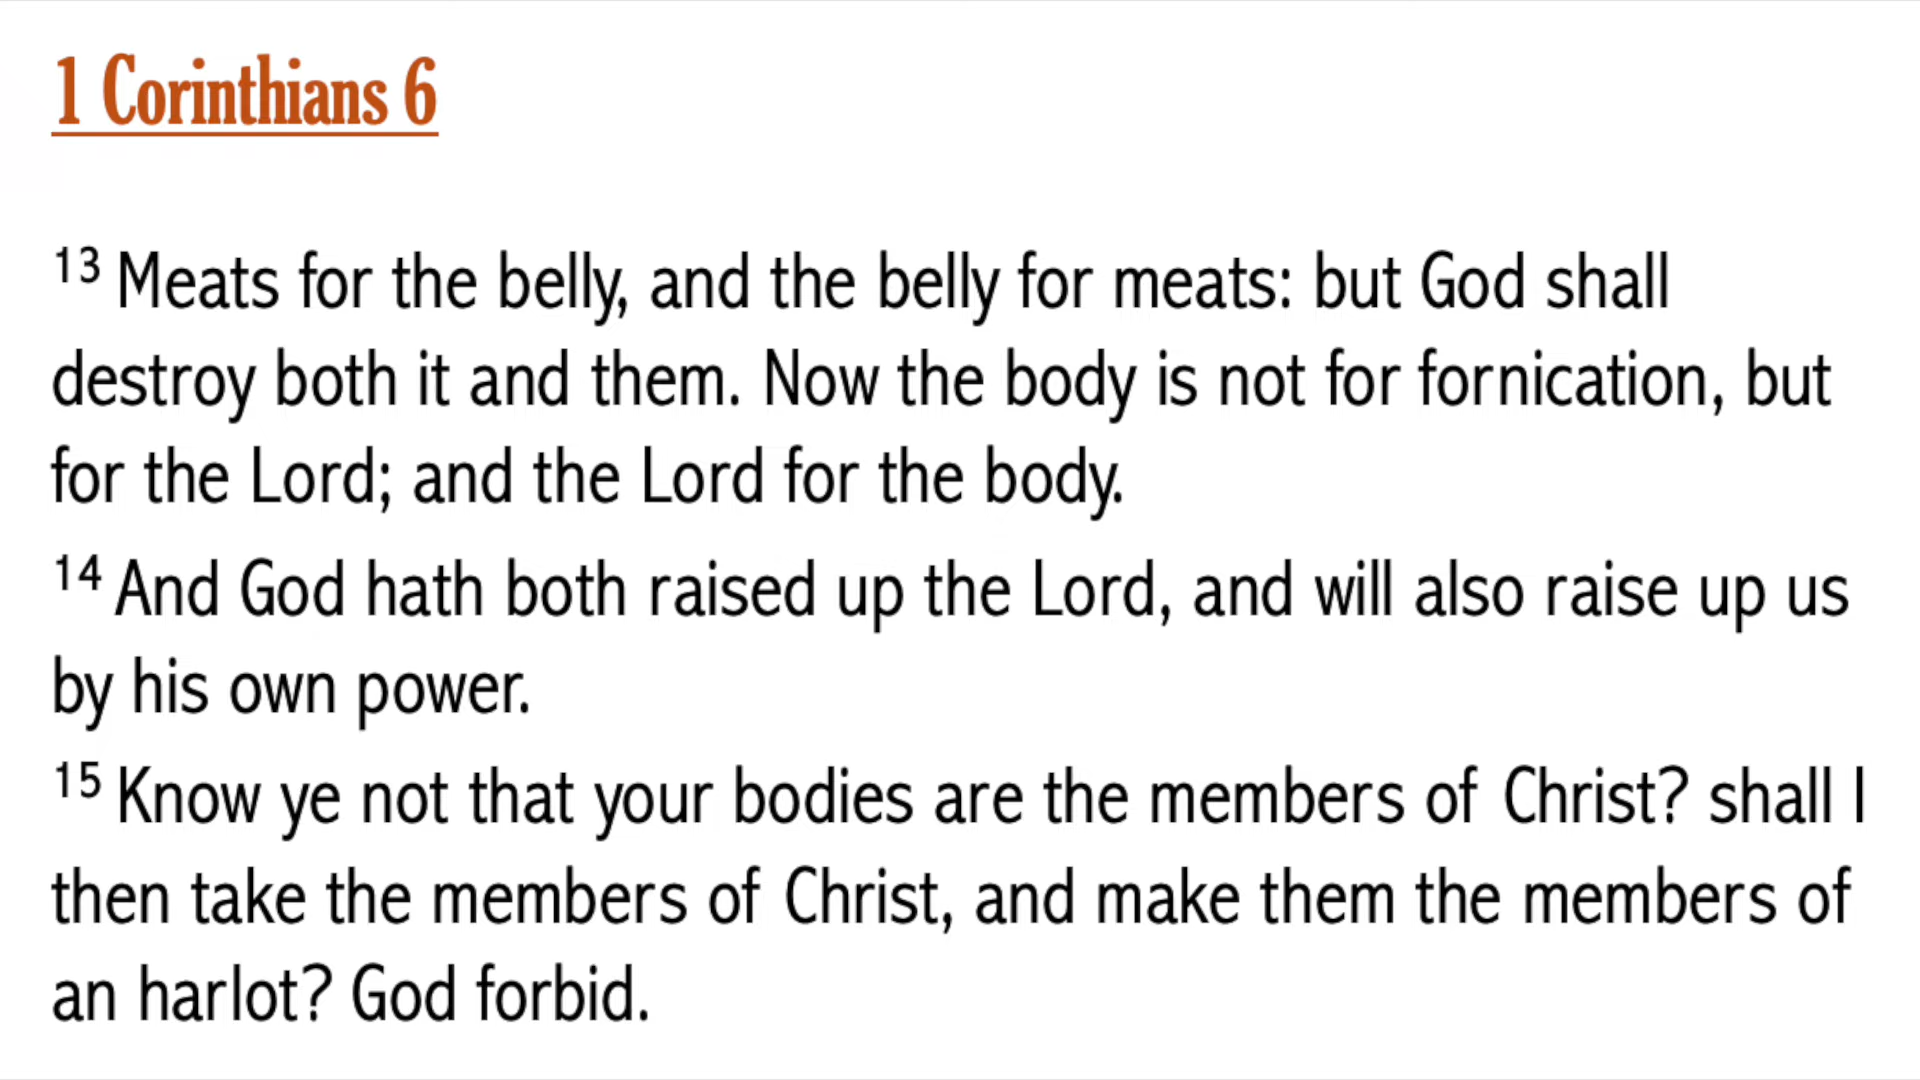 1 Corinthians 6
13 Meats for the belly, and the belly for meats: but God shall
destroy both it and them. Now the body is not for fornication, but
for the Lord; and the Lord for the body.
14 And God hath both raised up the Lord, and will also raise up us
by his own power.
15 Know ye not that your bodies are the members of Christ? shall I
then take the members of Christ, and make them the members of
an harlot? God forbid.